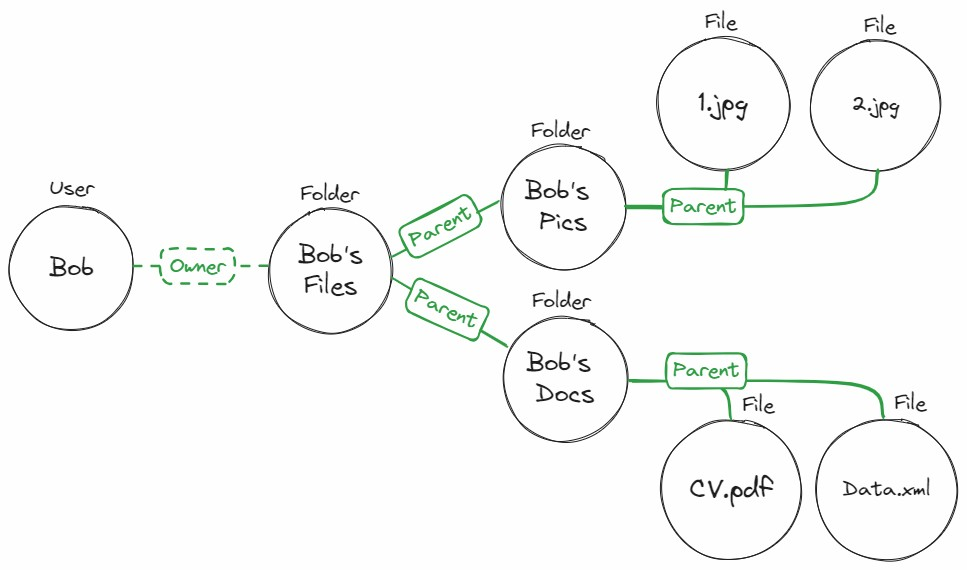 User
Bob
Owner
Folder
Bob's
Files
Parent
Parent
Folder
Bob's
Pics
Parent
File
1.jpg
File
2.jpg
Folder
Bob's
Docs
Parent
File
CV.pdf
File
Data.xml